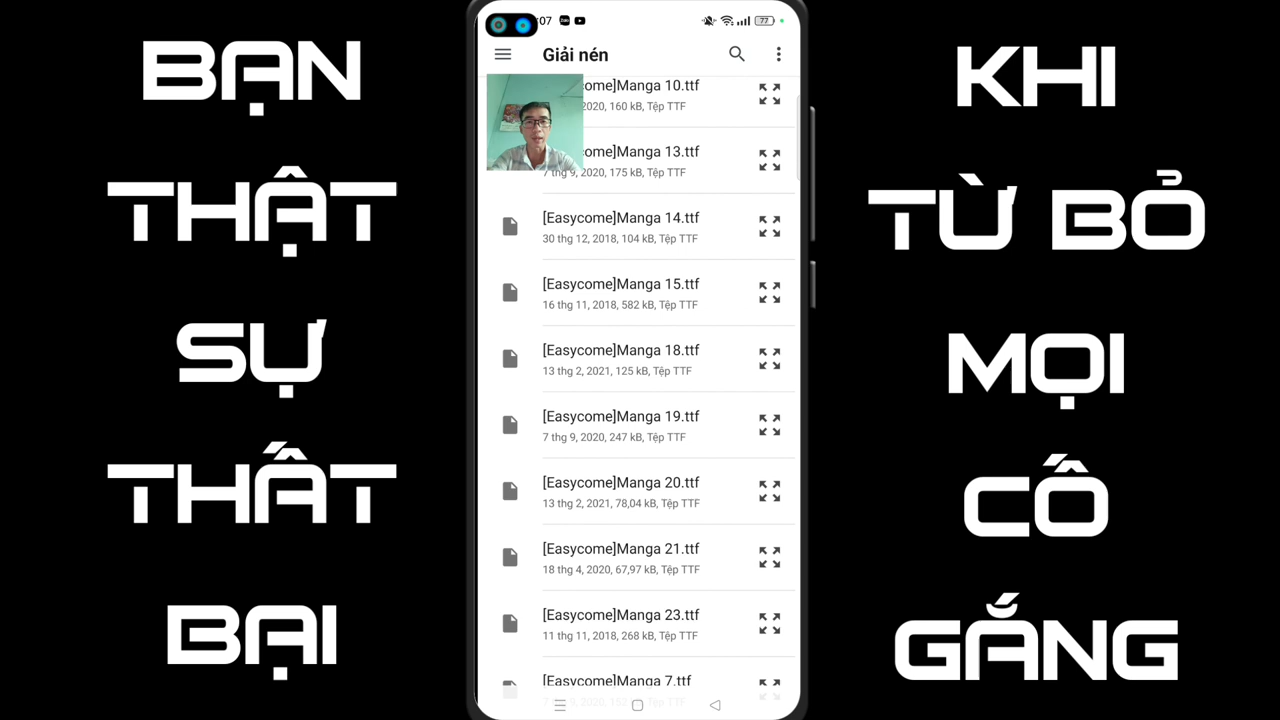 BẠN
THẬT
SỰ
THẤT
BẠI
:07
77
Giải nén
come]Manga 10.ttf
2020, 160 kB, Tệp TTF
come]Manga 13.ttf
7 thg 9, 2020, 175 kB, Tệp TTF
[Easycome]Manga 14.ttf
30 thg 12, 2018, 104 kB, Tệp TTF
[Easycome]Manga 15.ttf
16 thg 11, 2018, 582 kB, Tệp TTF
[Easycome]Manga 18.ttf
13 thg 2, 2021, 125 kB, Tệp TTF
[Easycome]Manga 19.ttf
7 thg 9, 2020, 247 kB, Tệp TTF
[Easycome]Manga 20.ttf
13 thg 2, 2021, 78,04 kB, Tệp TTF
[Easycome]Manga 21.ttf
18 thg 4, 2020, 67,97 kB, Tệp TTF
[Easycome]Manga 23.ttf
11 thg 11, 2018, 268 kB, Tệp TTF
[Easycome]Manga 7.ttf
KHI
TỪ BỎ
MỌI
CỐ
GẮNG